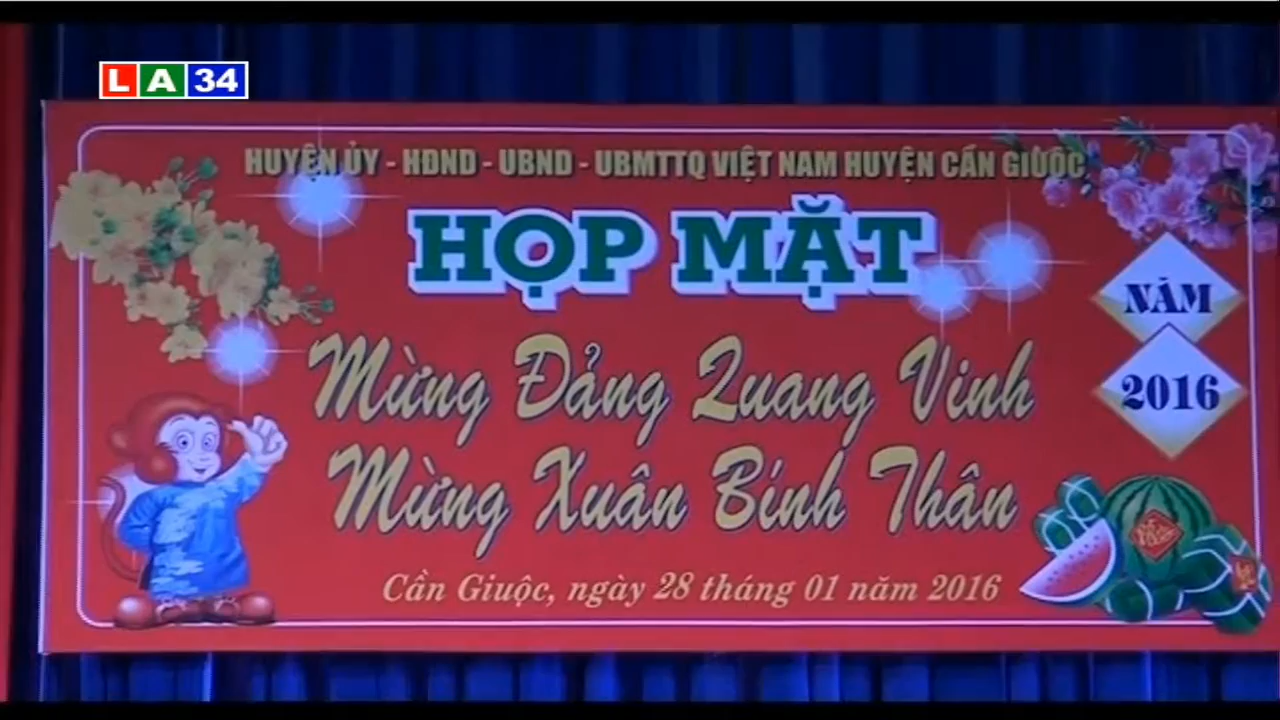 LA34
HUYỆN ỦY - HĐND - UBND - UBMTTQ VIỆT NAM HUYỆN CẦN GIUỘC
HỌP MẶT
NĂM
2016
Mừng Đảng Quang Vinh
Mừng Xuân Bính Thân
Cần Giuộc, ngày 28 tháng 01 năm 2016